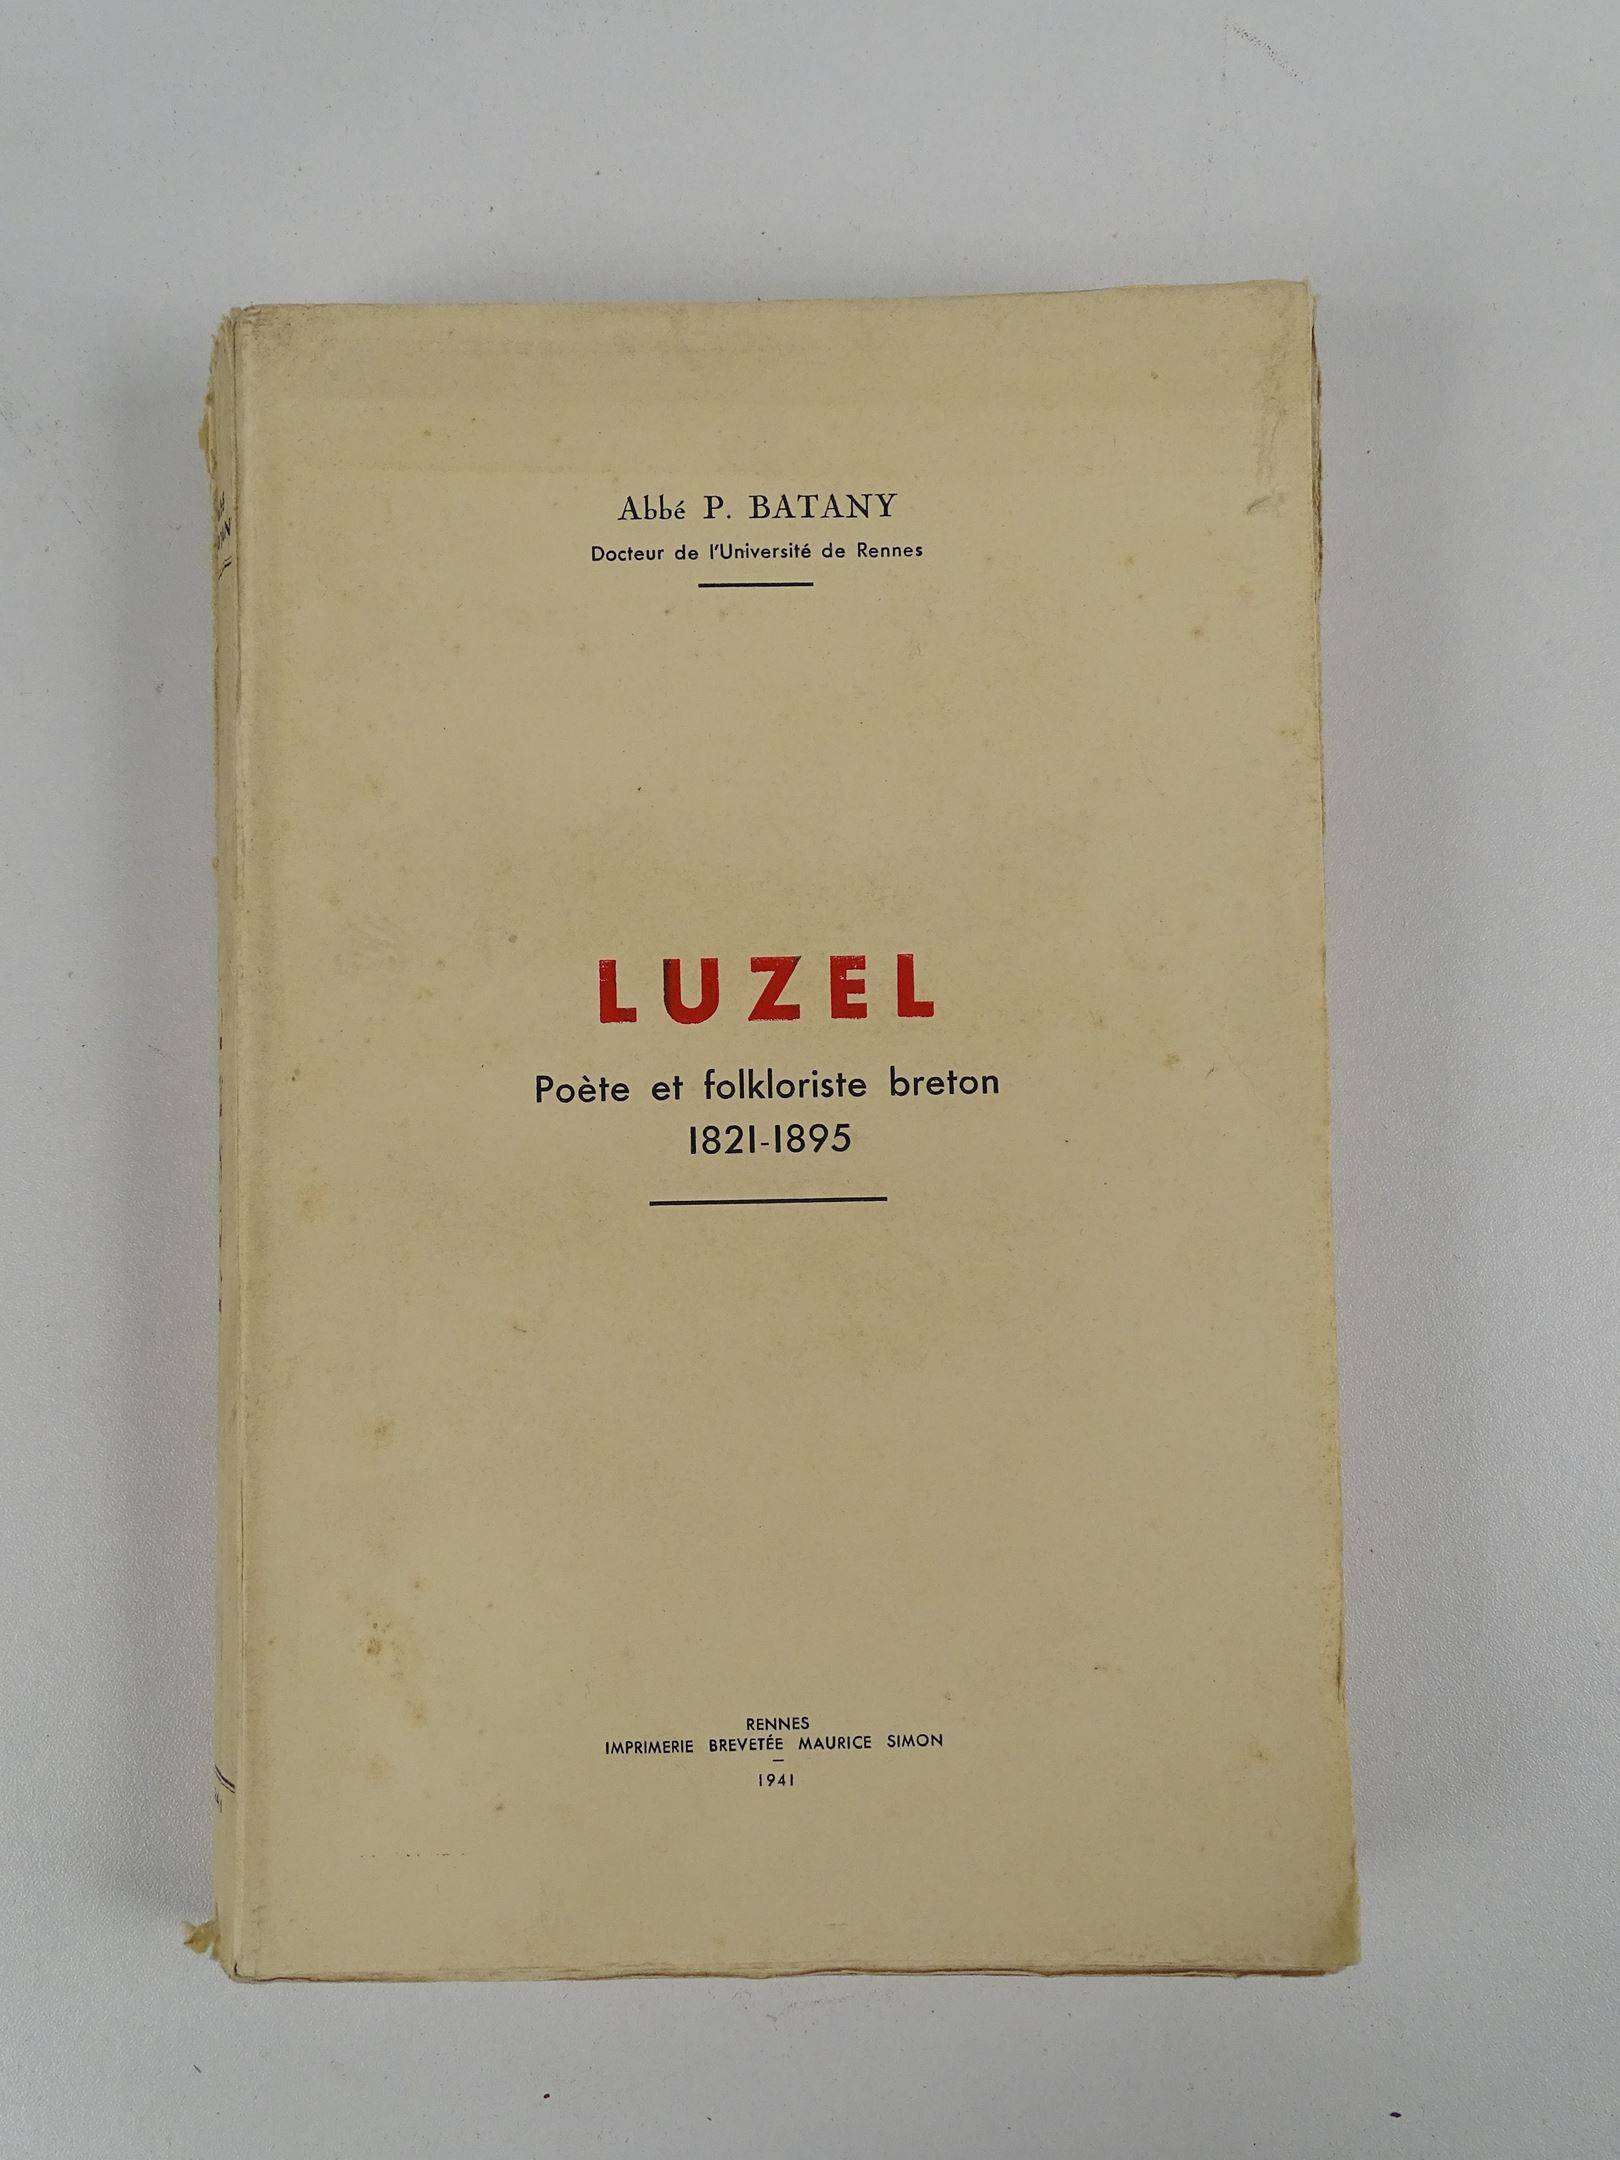 Abbé P. BATANY
Docteur de l'Université de Rennes
LUZEL
Poète et folkloriste breton
1821-1895
RENNES
IMPRIMERIE BREVETÉE MAURICE SIMON
1941